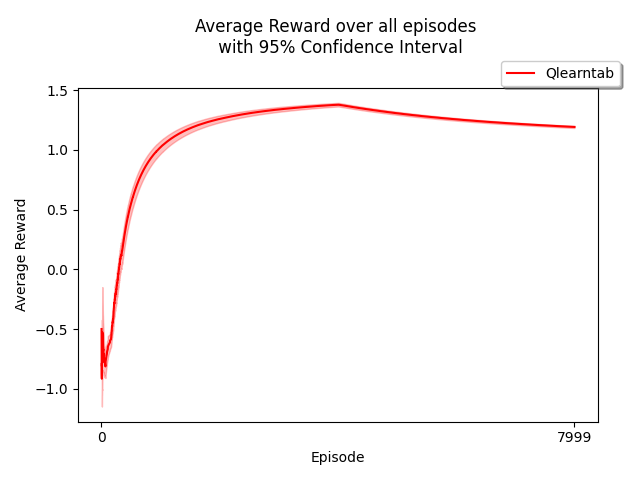 Average Reward over all episodes
with 95% Confidence Interval
Qlearntab
1.5
1.0
0.5
0.0
−0.5
−1.0
Average Reward
0
7999
Episode